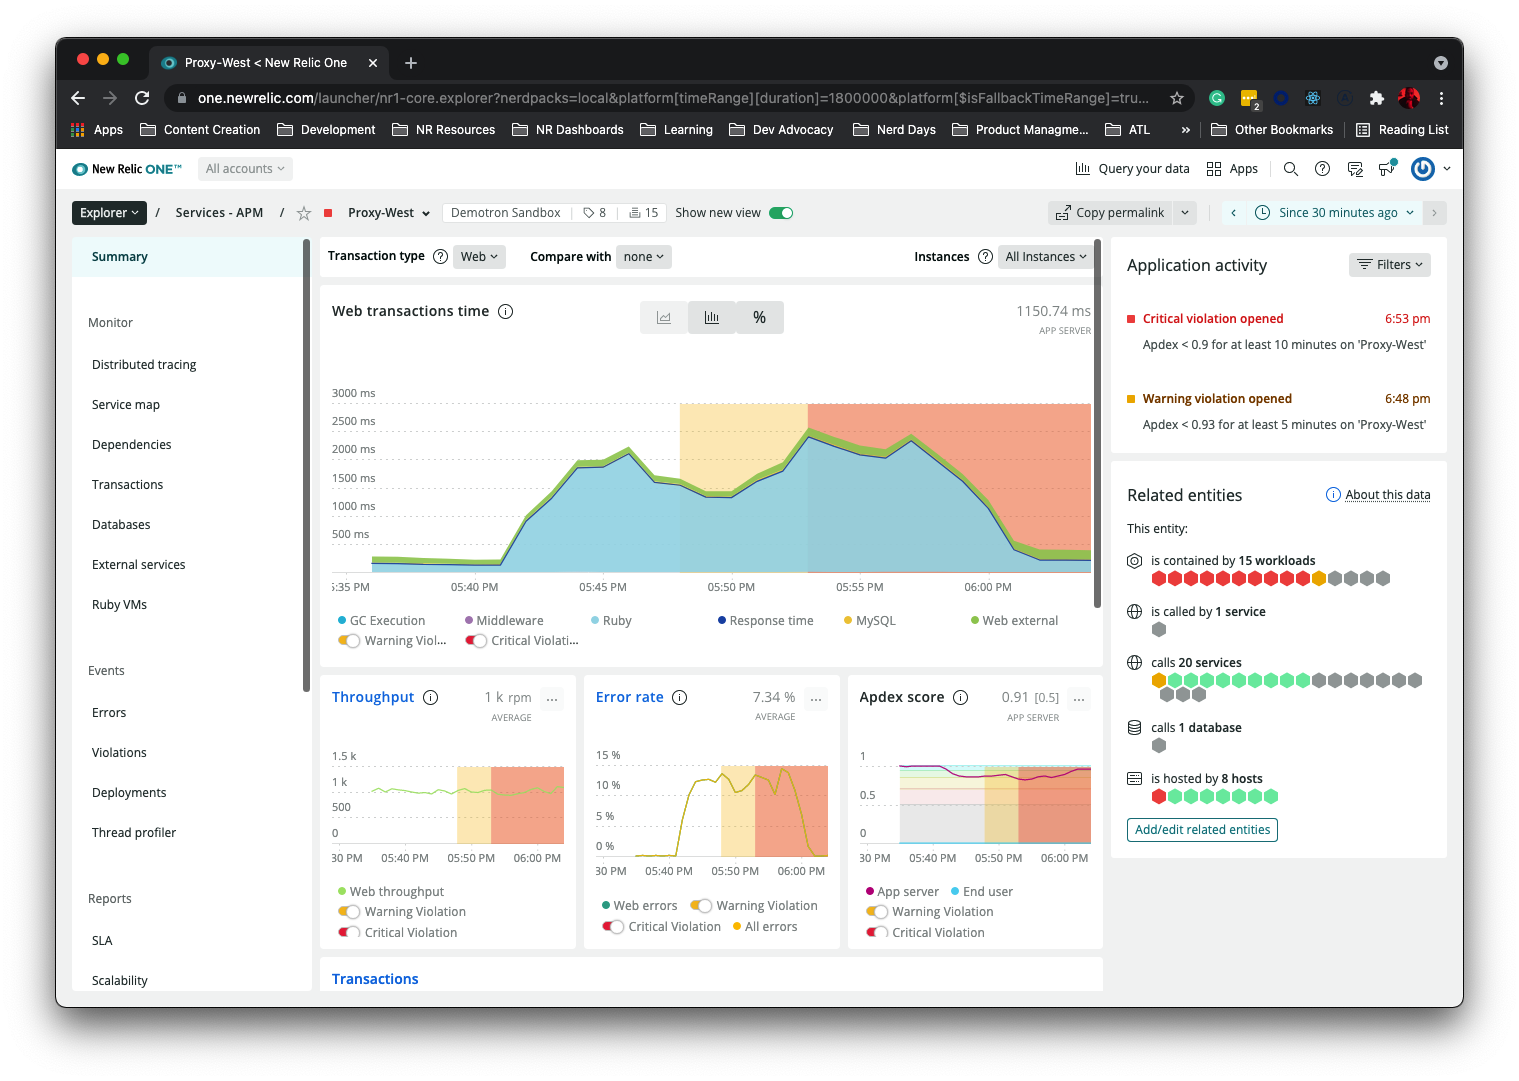 Proxy-West < New Relic One
one.newrelic.com/launcher/nr1-core.explorer?nerdpacks=local&platform[timeRange][duration]=1800000&platform[$isFallbackTimeRange]=tru...
2
Apps Content Creation Development NR Resources NR Dashboards Learning Dev Advocacy Nerd Days Product Managme... ATL » Other Bookmarks Reading List
New Relic ONE™ All accounts Query your data Apps
Explorer / Services - APM / Proxy-West Demotron Sandbox 8 15 Show new view Copy permalink Since 30 minutes ago
Summary
Monitor
Distributed tracing
Service map
Dependencies
Transactions
Databases
External services
Ruby VMs
Events
Errors
Violations
Deployments
Thread profiler
Reports
SLA
Scalability
Transaction type Web Compare with none Instances All Instances
Web transactions time % 1150.74 ms
APP SERVER
3000 ms
2500 ms
2000 ms
1500 ms
1000 ms
500 ms
5:35 PM 05:40 PM 05:45 PM 05:50 PM 05:55 PM 06:00 PM
GC Execution Middleware Ruby Response time MySQL Web external
Warning Viol... Critical Violati...
Throughput 1 k rpm ...
AVERAGE
1.5 k
1 k
500
0
30 PM 05:40 PM 05:50 PM 06:00 PM
Web throughput
Warning Violation
Critical Violation
Error rate 7.34 % ...
AVERAGE
15 %
10 %
5 %
0 %
30 PM 05:40 PM 05:50 PM 06:00 PM
Web errors Warning Violation
Critical Violation All errors
Apdex score 0.91 [0.5] ...
APP SERVER
1
0.5
0
30 PM 05:40 PM 05:50 PM 06:00 PM
App server End user
Warning Violation
Critical Violation
Transactions
Application activity Filters
Critical violation opened 6:53 pm
Apdex < 0.9 for at least 10 minutes on 'Proxy-West'
Warning violation opened 6:48 pm
Apdex < 0.93 for at least 5 minutes on 'Proxy-West'
Related entities About this data
This entity:
is contained by 15 workloads
is called by 1 service
calls 20 services
calls 1 database
is hosted by 8 hosts
Add/edit related entities